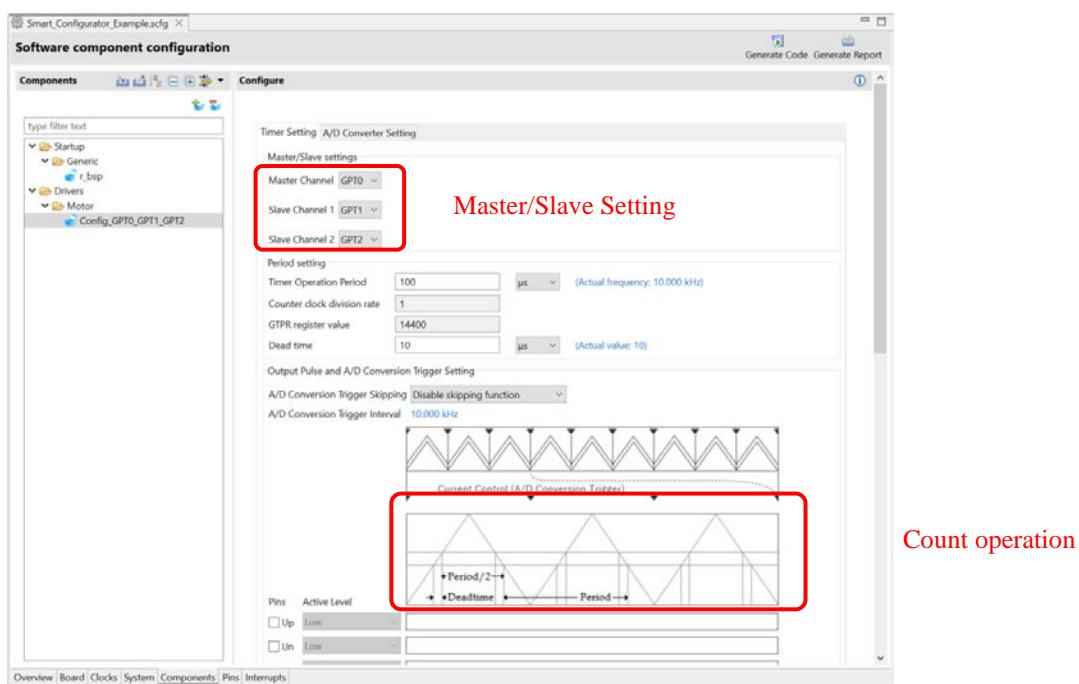 Smart_Configurator_Example.scfg
Software component configuration
Generate Code Generate Report
Components
Configure
type filter text
Startup
Generic
r_bsp
Drivers
Motor
Config_GPT0_GPT1_GPT2
Timer Setting A/D Converter Setting
Master/Slave settings
Master Channel GPT0
Slave Channel 1 GPT1
Slave Channel 2 GPT2
Master/Slave Setting
Period setting
Timer Operation Period 100 µs (Actual frequency: 10.000 kHz)
Counter clock division rate 1
GTPR register value 14400
Dead time 10 µs (Actual value: 10)
Output Pulse and A/D Conversion Trigger Setting
A/D Conversion Trigger Skipping Disable skipping function
A/D Conversion Trigger Interval 10.000 kHz
Current Control (A/D Conversion Trigger)
Count operation
Period/2
Deadtime Period
Pins Active Level
Up Low
Un Low
Overview Board Clocks System Components Pins Interrupts